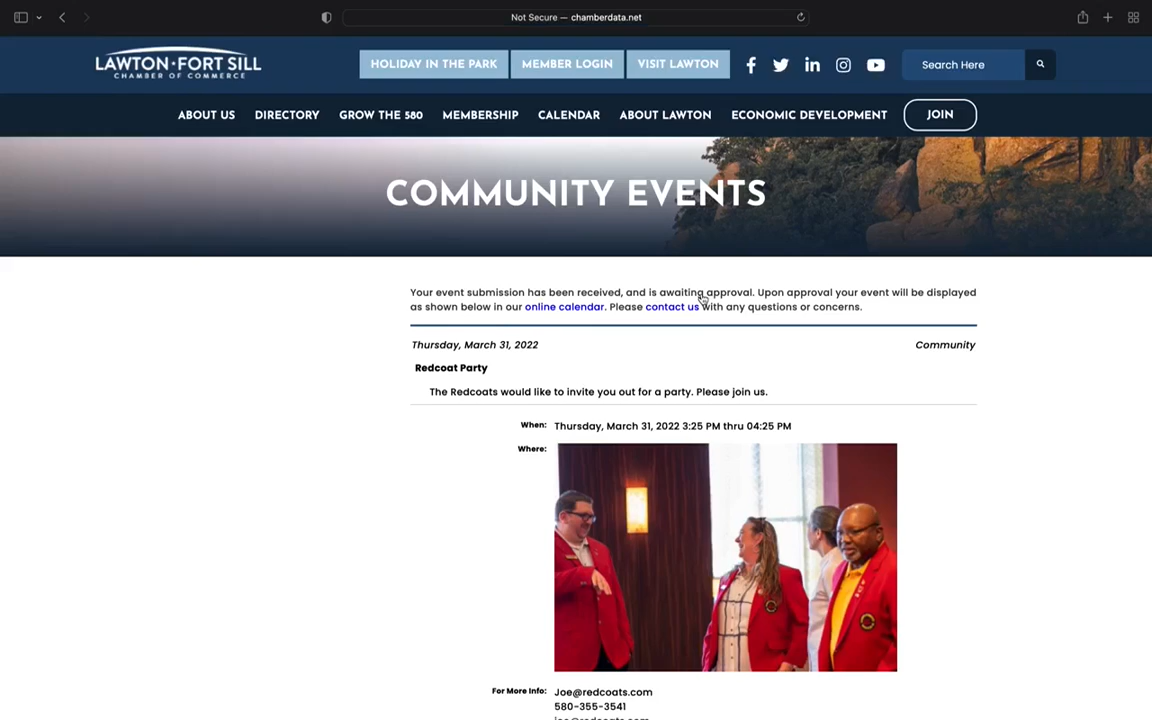 Not Secure — chamberdata.net
LAWTON•FORT SILL
CHAMBER OF COMMERCE
HOLIDAY IN THE PARK
MEMBER LOGIN
VISIT LAWTON
Search Here
ABOUT US
DIRECTORY
GROW THE 580
MEMBERSHIP
CALENDAR
ABOUT LAWTON
ECONOMIC DEVELOPMENT
JOIN
COMMUNITY EVENTS
Your event submission has been received, and is awaiting approval. Upon approval your event will be displayed
as shown below in our online calendar. Please contact us with any questions or concerns.
Thursday, March 31, 2022 Community
Redcoat Party
The Redcoats would like to invite you out for a party. Please join us.
When: Thursday, March 31, 2022 3:25 PM thru 04:25 PM
Where:
For More Info: Joe@redcoats.com
580-355-3541
joe@redcoats.com